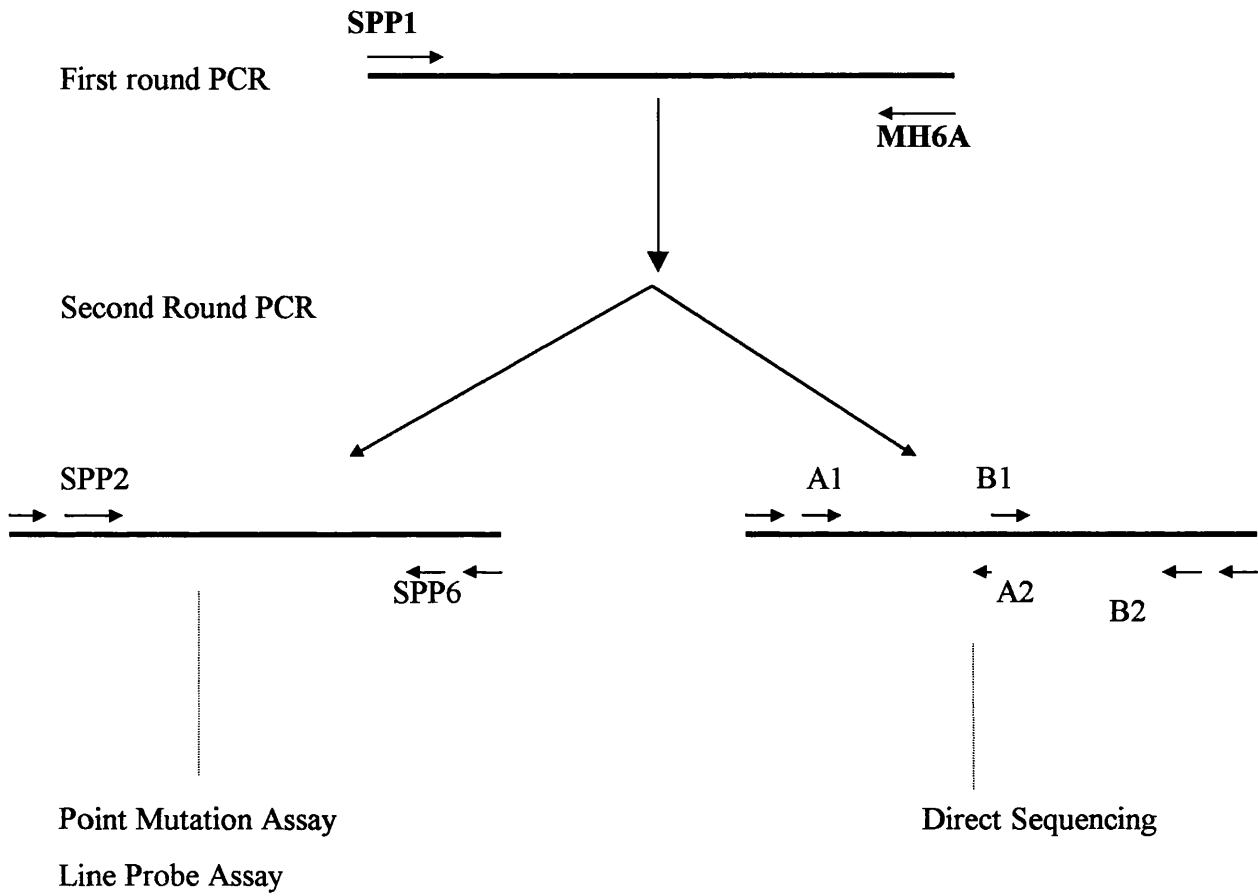 SPP1
First round PCR
MH6A
Second Round PCR
SPP2
A1
B1
SPP6
A2
B2
Point Mutation Assay
Direct Sequencing
Line Probe Assay